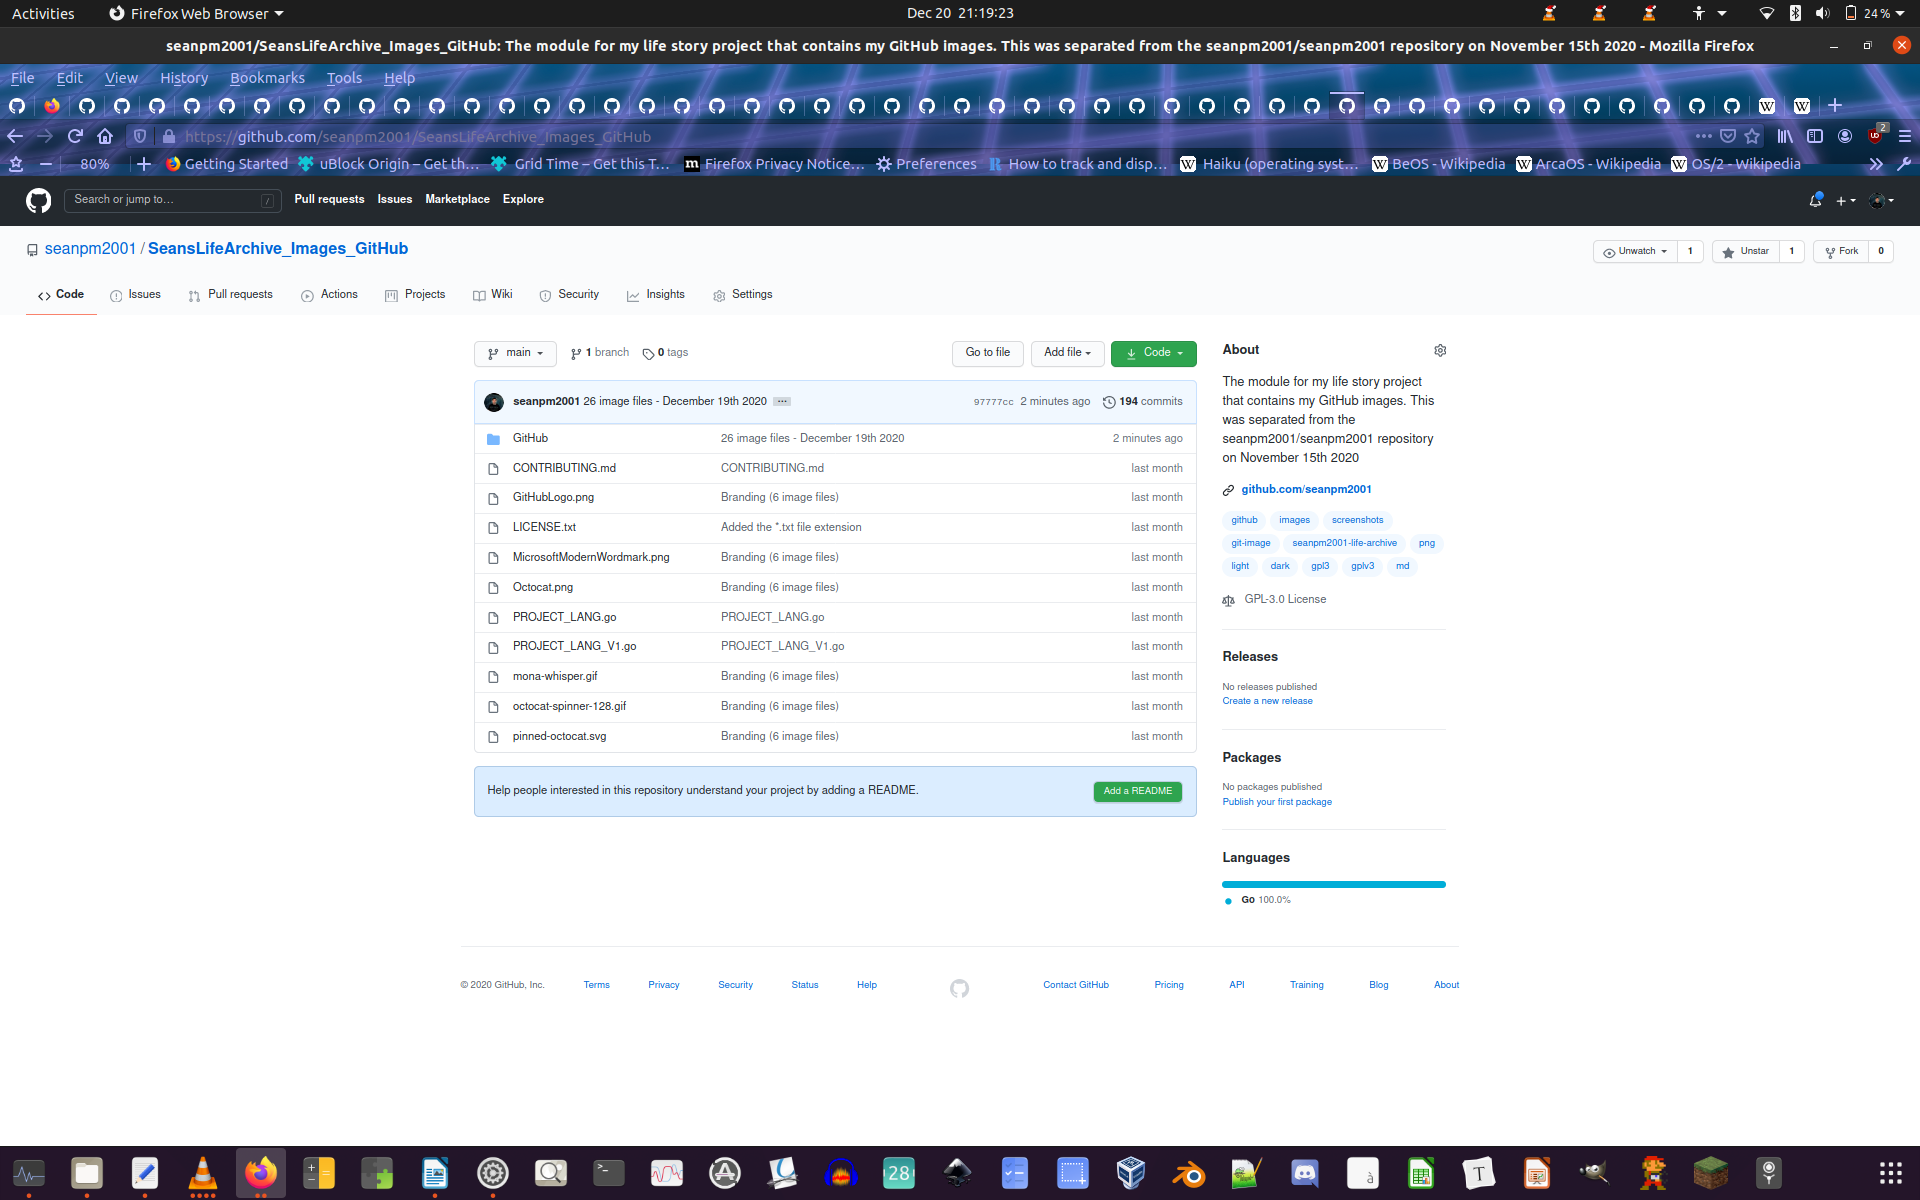 Activities Firefox Web Browser Dec 20 21:19:23 24 %
seanpm2001/SeansLifeArchive_Images_GitHub: The module for my life story project that contains my GitHub images. This was separated from the seanpm2001/seanpm2001 repository on November 15th 2020 - Mozilla Firefox
File Edit View History Bookmarks Tools Help
https://github.com/seanpm2001/SeansLifeArchive_Images_GitHub 2
80% Getting Started uBlock Origin – Get th… Grid Time – Get this T… Firefox Privacy Notice… Preferences How to track and disp… Haiku (operating syst… BeOS - Wikipedia ArcaOS - Wikipedia OS/2 - Wikipedia
Search or jump to… / Pull requests Issues Marketplace Explore
seanpm2001 / SeansLifeArchive_Images_GitHub Unwatch 1 Unstar 1 Fork 0
Code Issues Pull requests Actions Projects Wiki Security Insights Settings
main 1 branch 0 tags Go to file Add file Code
seanpm2001 26 image files - December 19th 2020 … 97777cc 2 minutes ago 194 commits
GitHub 26 image files - December 19th 2020 2 minutes ago
CONTRIBUTING.md CONTRIBUTING.md last month
GitHubLogo.png Branding (6 image files) last month
LICENSE.txt Added the *.txt file extension last month
MicrosoftModernWordmark.png Branding (6 image files) last month
Octocat.png Branding (6 image files) last month
PROJECT_LANG.go PROJECT_LANG.go last month
PROJECT_LANG_V1.go PROJECT_LANG_V1.go last month
mona-whisper.gif Branding (6 image files) last month
octocat-spinner-128.gif Branding (6 image files) last month
pinned-octocat.svg Branding (6 image files) last month
Help people interested in this repository understand your project by adding a README. Add a README
About
The module for my life story project
that contains my GitHub images. This
was separated from the
seanpm2001/seanpm2001 repository
on November 15th 2020
github.com/seanpm2001
github images screenshots
git-image seanpm2001-life-archive png
light dark gpl3 gplv3 md
GPL-3.0 License
Releases
No releases published
Create a new release
Packages
No packages published
Publish your first package
Languages
Go 100.0%
© 2020 GitHub, Inc. Terms Privacy Security Status Help Contact GitHub Pricing API Training Blog About
28